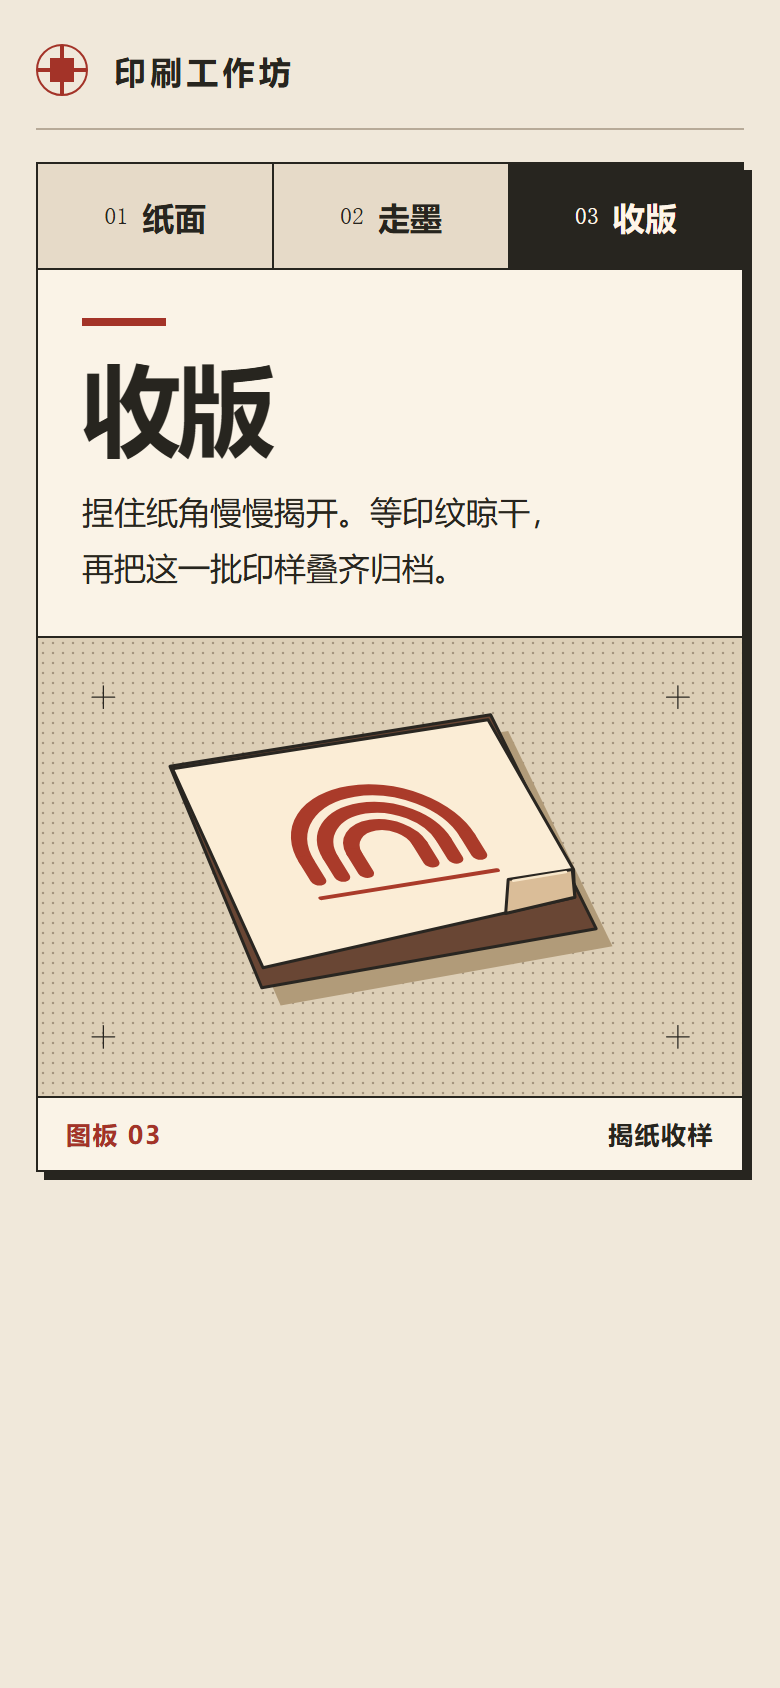 印刷工作坊
01 纸面
02 走墨
03 收版
收版
捏住纸角慢慢揭开。等印纹晾干，
再把这一批印样叠齐归档。
图板 03
揭纸收样